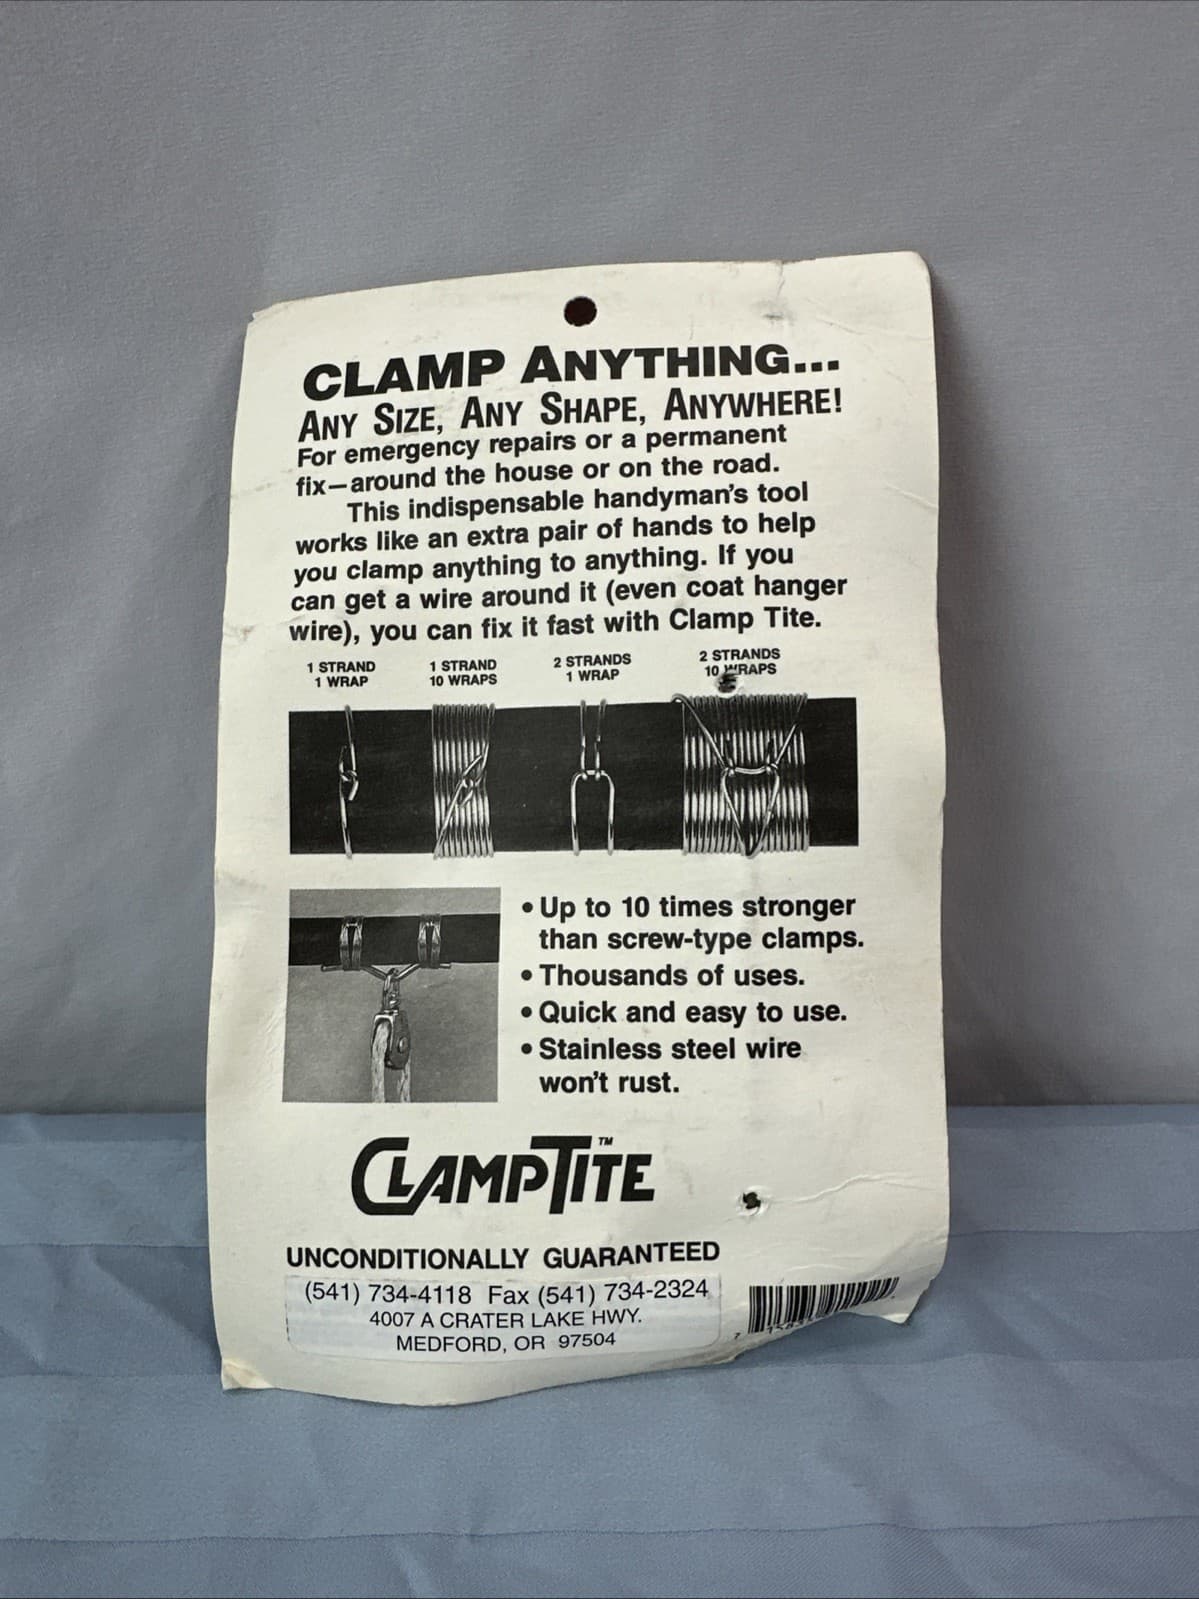 CLAMP ANYTHING...
ANY SIZE, ANY SHAPE, ANYWHERE!
For emergency repairs or a permanent
fix—around the house or on the road.
This indispensable handyman's tool
works like an extra pair of hands to help
you clamp anything to anything. If you
can get a wire around it (even coat hanger
wire), you can fix it fast with Clamp Tite.
1 STRAND
1 WRAP
1 STRAND
10 WRAPS
2 STRANDS
1 WRAP
2 STRANDS
10 WRAPS
• Up to 10 times stronger
than screw-type clamps.
• Thousands of uses.
• Quick and easy to use.
• Stainless steel wire
won't rust.
CLAMPTITE™
UNCONDITIONALLY GUARANTEED
(541) 734-4118 Fax (541) 734-2324
4007 A CRATER LAKE HWY.
MEDFORD, OR 97504